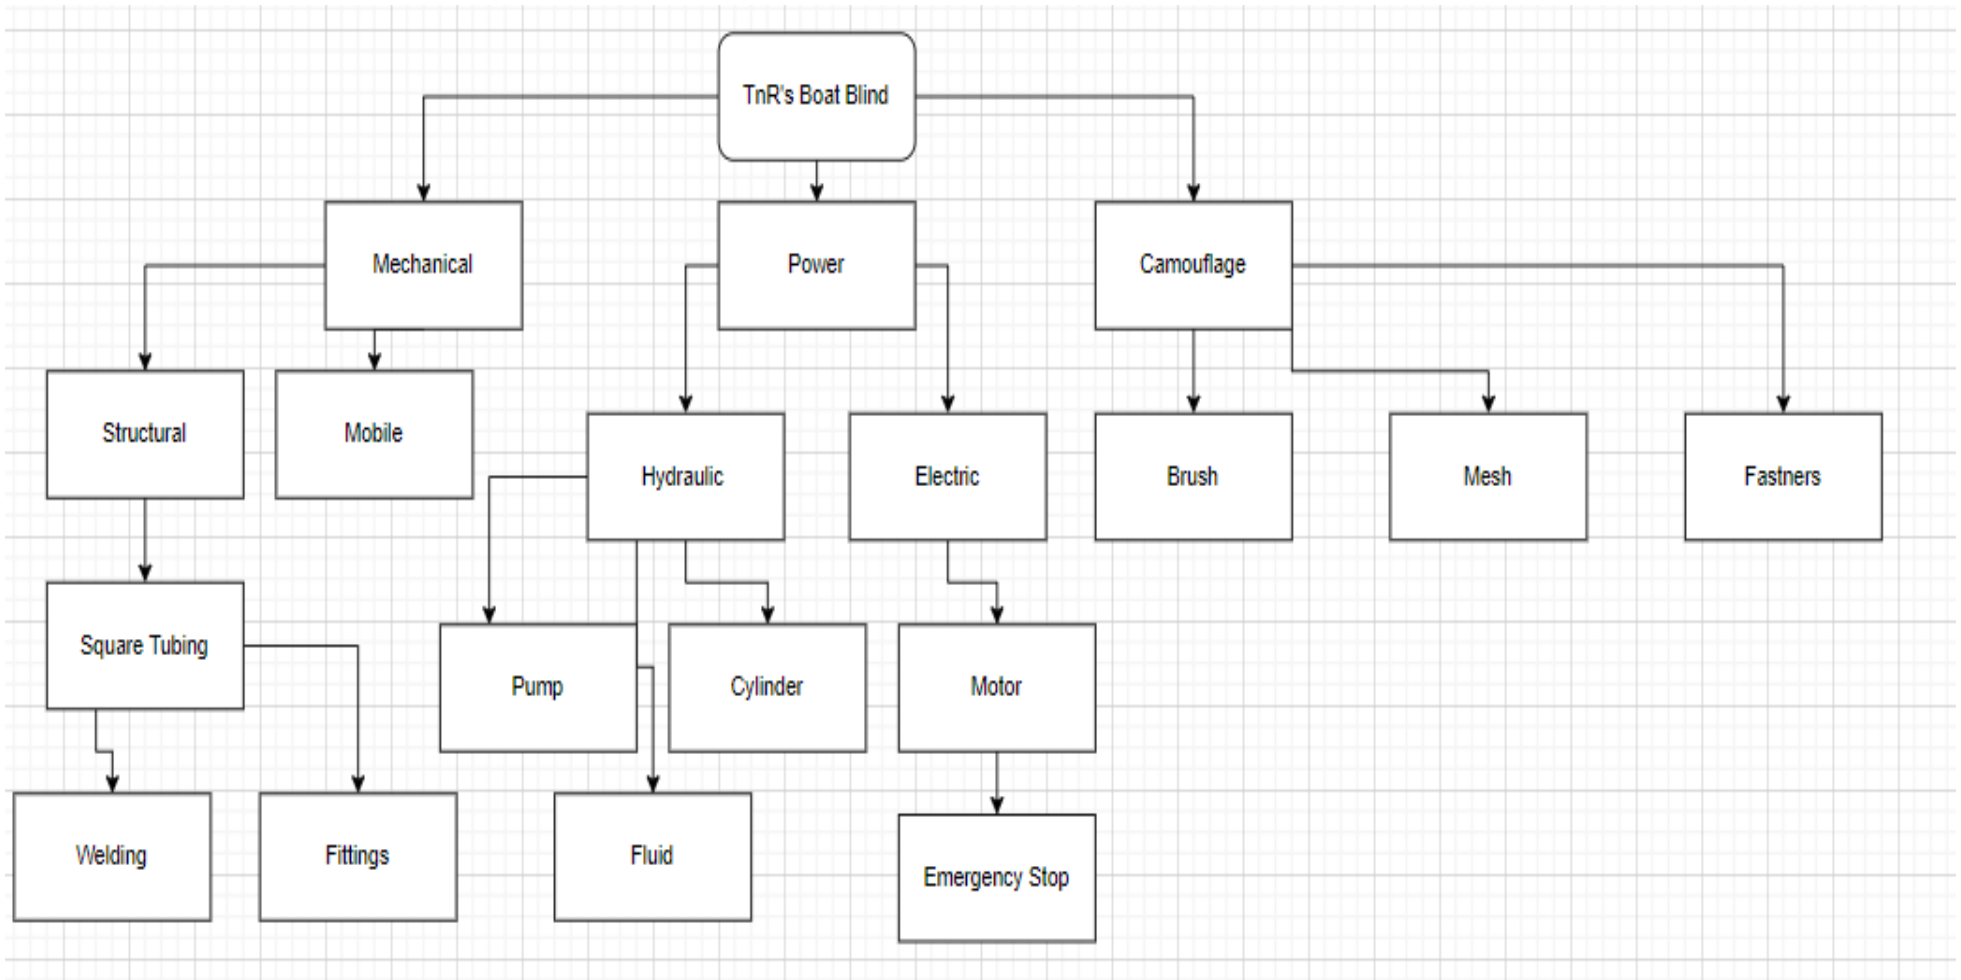 TnR's Boat Blind
Mechanical
Power
Camouflage
Structural
Mobile
Hydraulic
Electric
Brush
Mesh
Fastners
Square Tubing
Pump
Cylinder
Motor
Welding
Fittings
Fluid
Emergency Stop